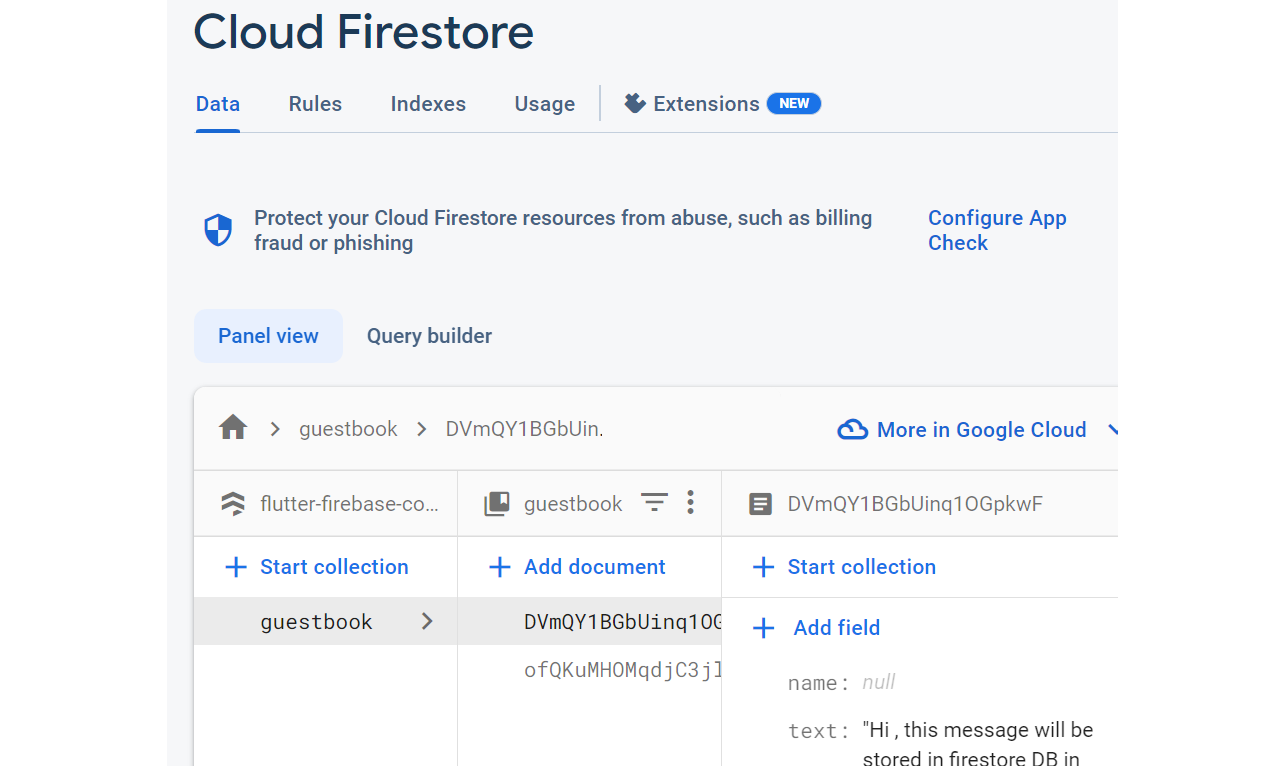 Cloud Firestore
Data Rules Indexes Usage Extensions NEW
Protect your Cloud Firestore resources from abuse, such as billing
fraud or phishing
Configure App
Check
Panel view Query builder
guestbook DVmQY1BGbUin.
More in Google Cloud
flutter-firebase-co... guestbook DVmQY1BGbUinq1OGpkwF
+ Start collection + Add document + Start collection
guestbook DVmQY1BGbUinq1OG
+ Add field
ofQKuMHOMqdjC3jl
name: null
text: "Hi , this message will be
stored in firestore DB in